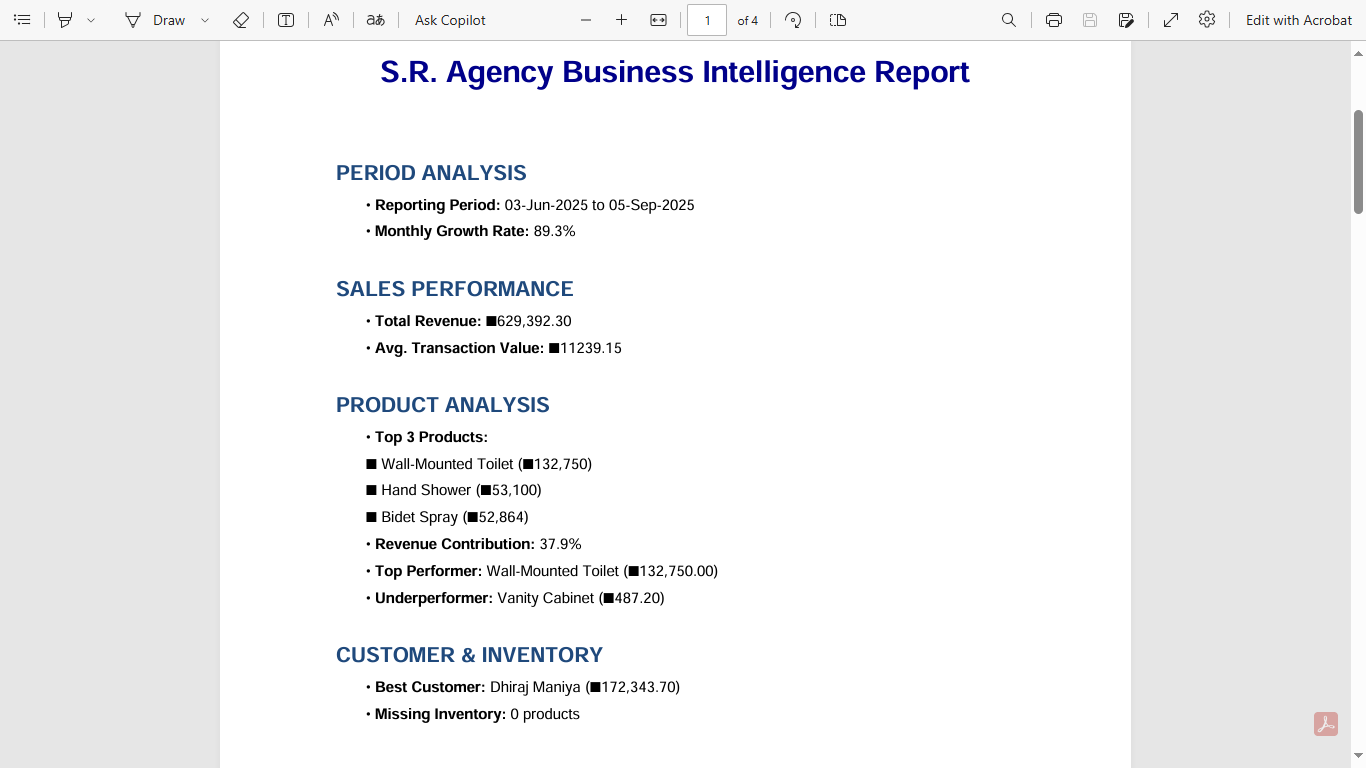 Draw
Ask Copilot
1 of 4
Edit with Acrobat
S.R. Agency Business Intelligence Report
PERIOD ANALYSIS
• Reporting Period: 03-Jun-2025 to 05-Sep-2025
• Monthly Growth Rate: 89.3%
SALES PERFORMANCE
• Total Revenue: ■629,392.30
• Avg. Transaction Value: ■11239.15
PRODUCT ANALYSIS
• Top 3 Products:
■ Wall-Mounted Toilet (■132,750)
■ Hand Shower (■53,100)
■ Bidet Spray (■52,864)
• Revenue Contribution: 37.9%
• Top Performer: Wall-Mounted Toilet (■132,750.00)
• Underperformer: Vanity Cabinet (■487.20)
CUSTOMER & INVENTORY
• Best Customer: Dhiraj Maniya (■172,343.70)
• Missing Inventory: 0 products